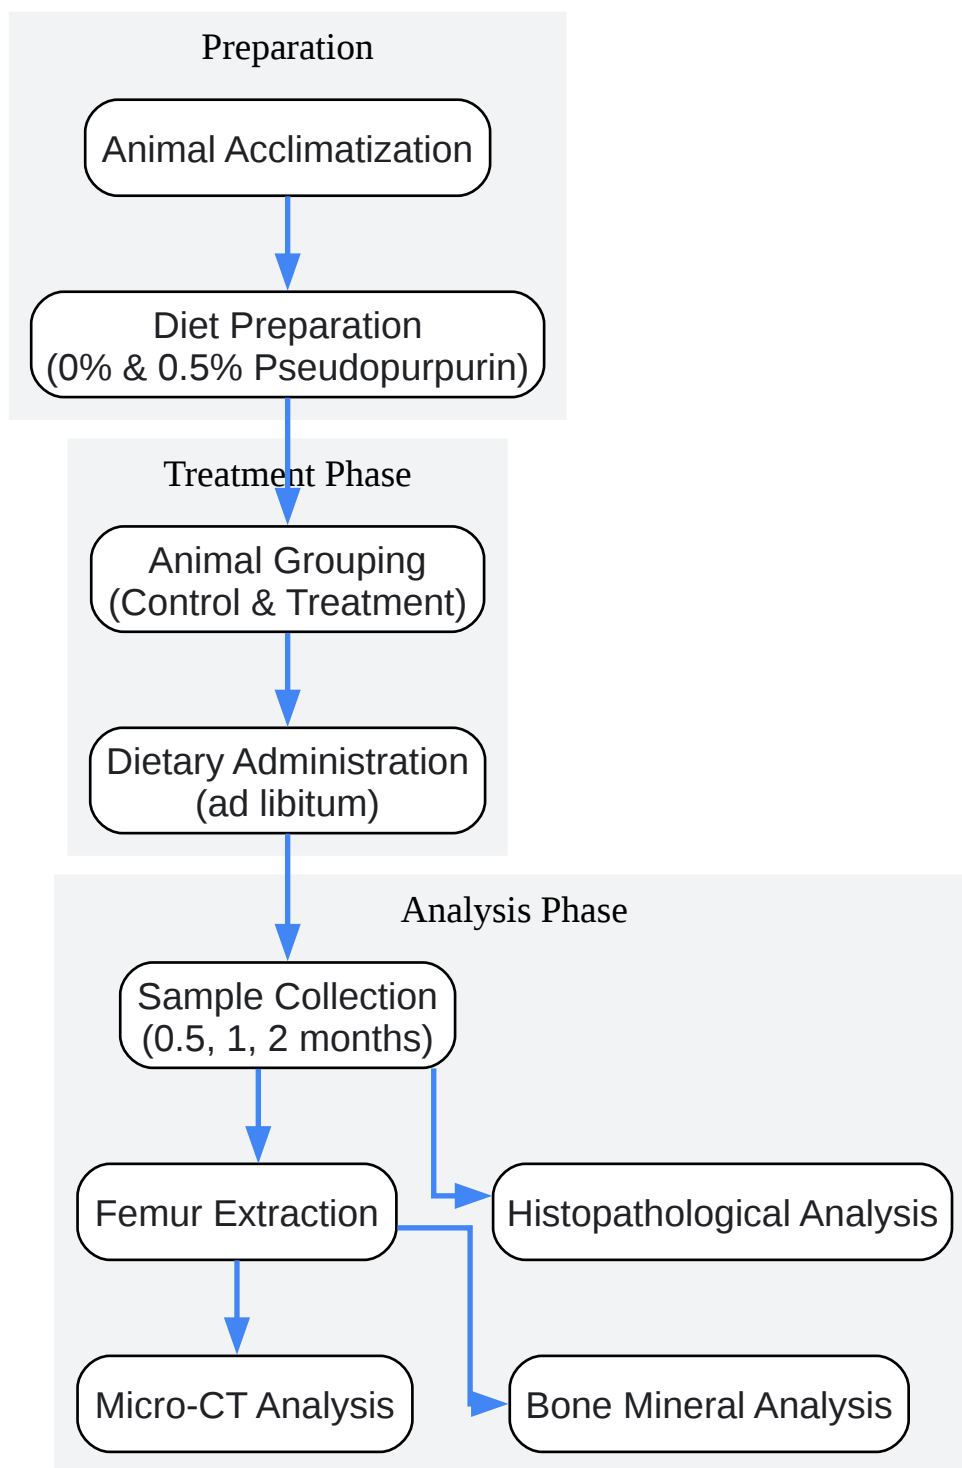 Preparation
Animal Acclimatization
Diet Preparation
(0% & 0.5% Pseudopurpurin)
Treatment Phase
Animal Grouping
(Control & Treatment)
Dietary Administration
(ad libitum)
Analysis Phase
Sample Collection
(0.5, 1, 2 months)
Femur Extraction
Histopathological Analysis
Micro-CT Analysis
Bone Mineral Analysis